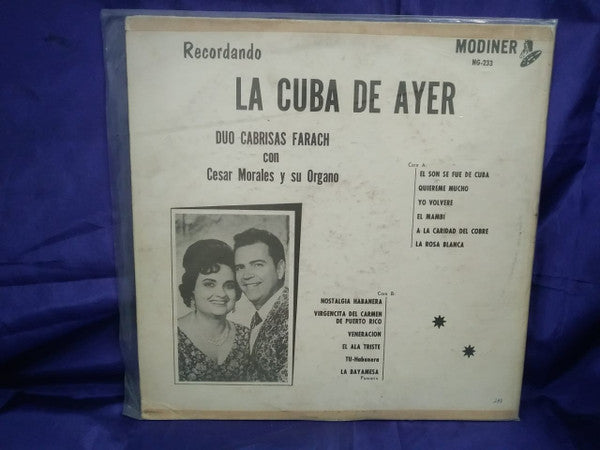 Recordando
MODINER
NG-233
LA CUBA DE AYER
DUO CABRISAS FARACH
con
Cesar Morales y su Organo
Cara A:
EL SON SE FUE DE CUBA
QUIEREME MUCHO
YO VOLVERE
EL MAMBI
A LA CARIDAD DEL COBRE
LA ROSA BLANCA
Cara B:
NOSTALGIA HABANERA
VIRGENCITA DEL CARMEN
DE PUERTO RICO
VENERACION
EL ALA TRISTE
TU-Habanera
LA BAYAMESA